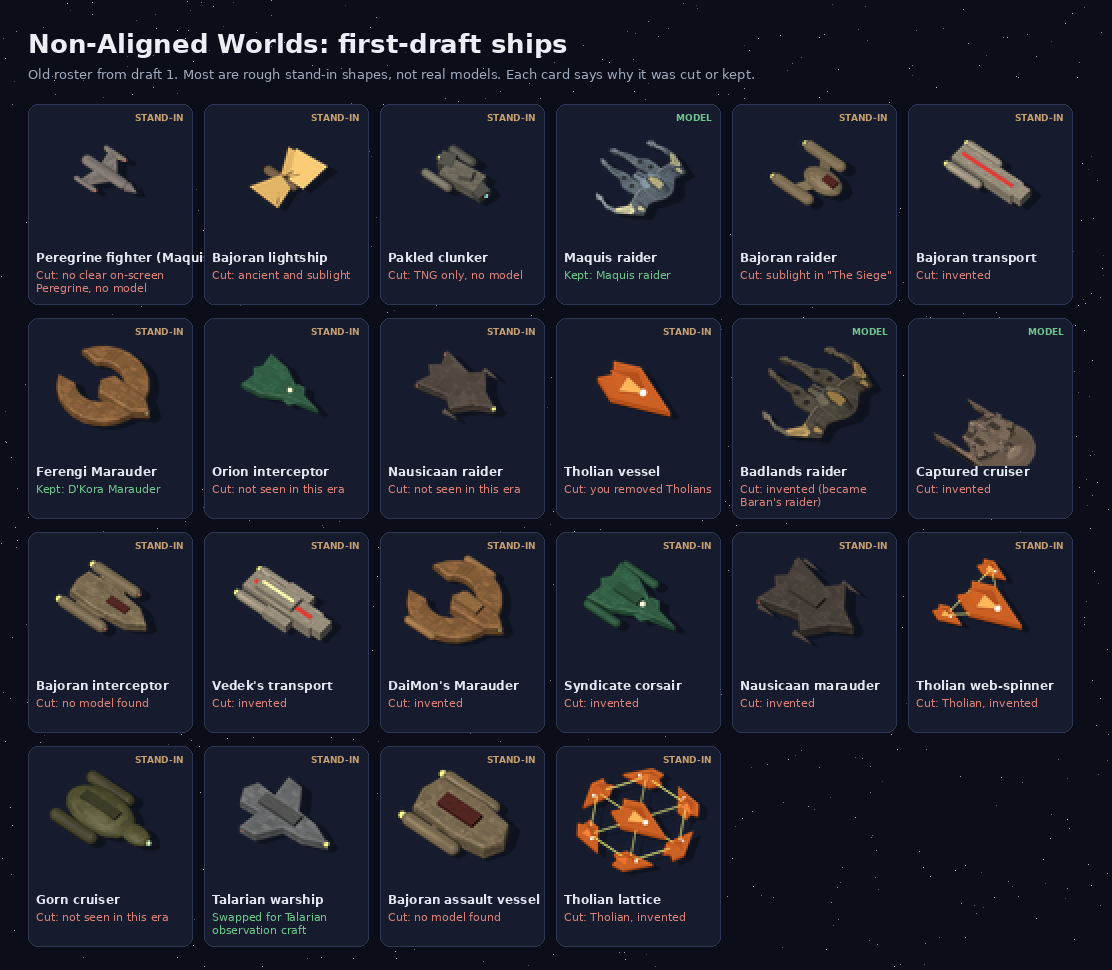 Non-Aligned Worlds: first-draft ships
Old roster from draft 1. Most are rough stand-in shapes, not real models. Each card says why it was cut or kept.
STAND-IN
Peregrine fighter (Maqui
Cut: no clear on-screen
Peregrine, no model
STAND-IN
Bajoran lightship
Cut: ancient and sublight
STAND-IN
Pakled clunker
Cut: TNG only, no model
MODEL
Maquis raider
Kept: Maquis raider
STAND-IN
Bajoran raider
Cut: sublight in "The Siege"
STAND-IN
Bajoran transport
Cut: invented
STAND-IN
Ferengi Marauder
Kept: D'Kora Marauder
STAND-IN
Orion interceptor
Cut: not seen in this era
STAND-IN
Nausicaan raider
Cut: not seen in this era
STAND-IN
Tholian vessel
Cut: you removed Tholians
MODEL
Badlands raider
Cut: invented (became
Baran's raider)
MODEL
Captured cruiser
Cut: invented
STAND-IN
Bajoran interceptor
Cut: no model found
STAND-IN
Vedek's transport
Cut: invented
STAND-IN
DaiMon's Marauder
Cut: invented
STAND-IN
Syndicate corsair
Cut: invented
STAND-IN
Nausicaan marauder
Cut: invented
STAND-IN
Tholian web-spinner
Cut: Tholian, invented
STAND-IN
Gorn cruiser
Cut: not seen in this era
STAND-IN
Talarian warship
Swapped for Talarian
observation craft
STAND-IN
Bajoran assault vessel
Cut: no model found
STAND-IN
Tholian lattice
Cut: Tholian, invented